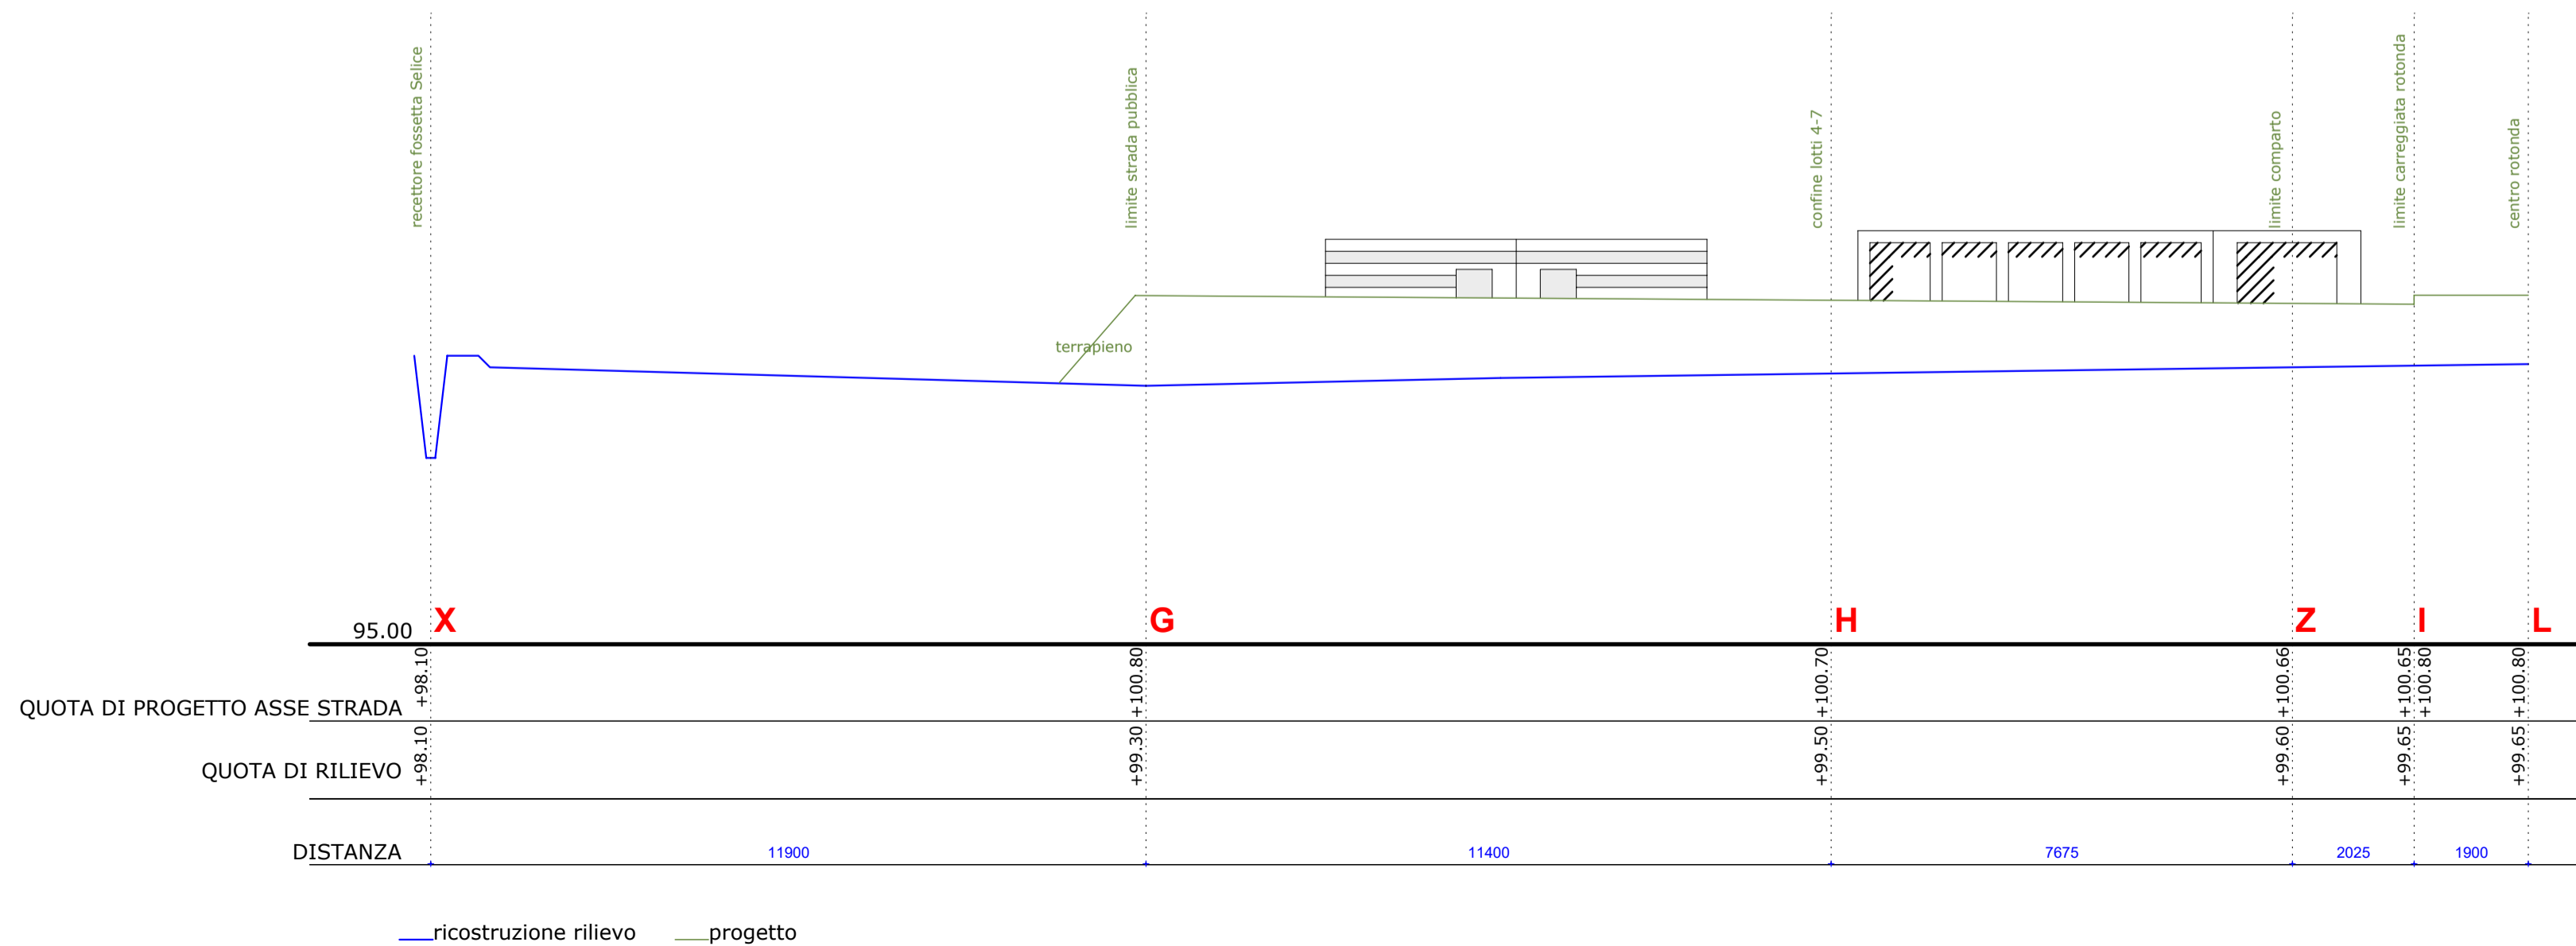 recettore fossetta Selice
limite strada pubblica
confine lotti 4-7
limite comparto
limite carreggiata rotonda
centro rotonda
terrapieno
95.00
X
G
H
Z
I
L
QUOTA DI PROGETTO ASSE STRADA
+98.10
+100.80
+100.70
+100.66
+100.65
+100.80
+100.80
QUOTA DI RILIEVO
+98.10
+99.30
+99.50
+99.60
+99.65
+99.65
DISTANZA
11900
11400
7675
2025
1900
ricostruzione rilievo
progetto